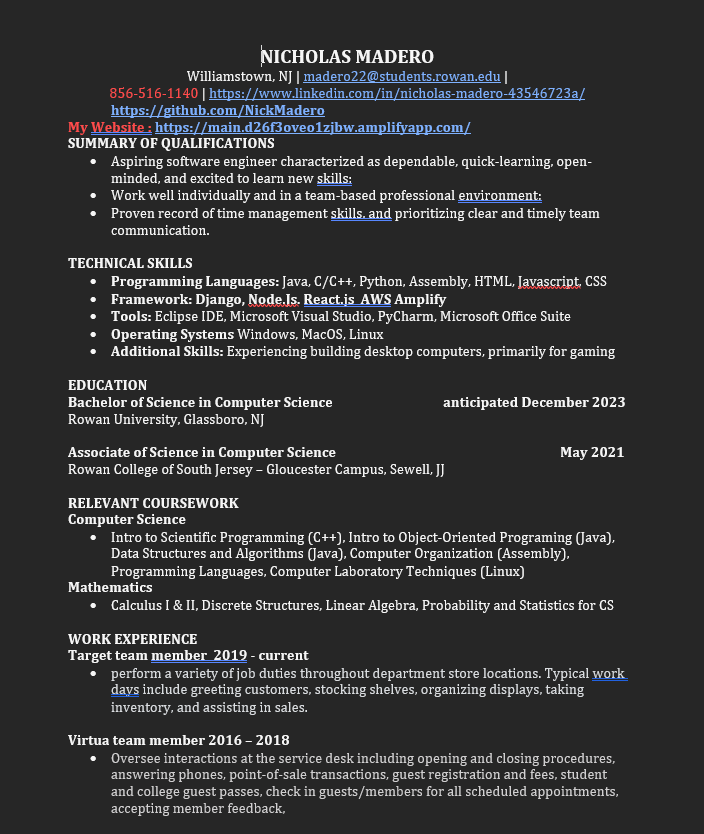 NICHOLAS MADERO
Williamstown, NJ | madero22@students.rowan.edu |
856-516-1140 | https://www.linkedin.com/in/nicholas-madero-43546723a/
https://github.com/NickMadero
My Website : https://main.d26f3oveo1zjbw.amplifyapp.com/
SUMMARY OF QUALIFICATIONS
• Aspiring software engineer characterized as dependable, quick-learning, open-
minded, and excited to learn new skills:
• Work well individually and in a team-based professional environment:
• Proven record of time management skills. and prioritizing clear and timely team
communication.
TECHNICAL SKILLS
• Programming Languages: Java, C/C++, Python, Assembly, HTML, Javascript, CSS
• Framework: Django, Node.Js. React.js AWS Amplify
• Tools: Eclipse IDE, Microsoft Visual Studio, PyCharm, Microsoft Office Suite
• Operating Systems Windows, MacOS, Linux
• Additional Skills: Experiencing building desktop computers, primarily for gaming
EDUCATION
Bachelor of Science in Computer Science anticipated December 2023
Rowan University, Glassboro, NJ
Associate of Science in Computer Science May 2021
Rowan College of South Jersey – Gloucester Campus, Sewell, JJ
RELEVANT COURSEWORK
Computer Science
• Intro to Scientific Programming (C++), Intro to Object-Oriented Programing (Java),
Data Structures and Algorithms (Java), Computer Organization (Assembly),
Programming Languages, Computer Laboratory Techniques (Linux)
Mathematics
• Calculus I & II, Discrete Structures, Linear Algebra, Probability and Statistics for CS
WORK EXPERIENCE
Target team member 2019 - current
• perform a variety of job duties throughout department store locations. Typical work
days include greeting customers, stocking shelves, organizing displays, taking
inventory, and assisting in sales.
Virtua team member 2016 – 2018
• Oversee interactions at the service desk including opening and closing procedures,
answering phones, point-of-sale transactions, guest registration and fees, student
and college guest passes, check in guests/members for all scheduled appointments,
accepting member feedback,